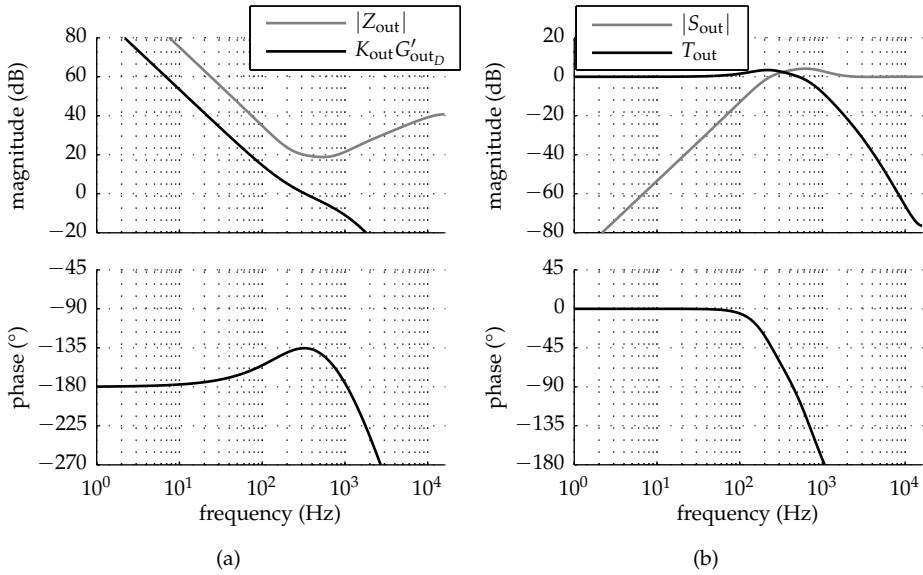 |Z_out|
K_out G′_out_D
80
60
40
20
0
−20
magnitude (dB)
−45
−90
−135
−180
−225
−270
phase (°)
10^0 10^1 10^2 10^3 10^4
frequency (Hz)
(a)
|S_out|
T_out
20
0
−20
−40
−60
−80
magnitude (dB)
45
0
−45
−90
−135
−180
phase (°)
10^0 10^1 10^2 10^3 10^4
frequency (Hz)
(b)